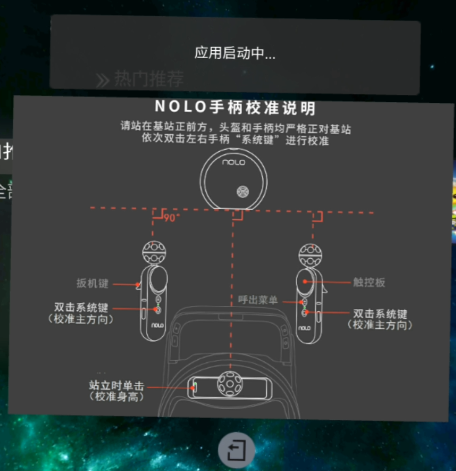 应用启动中...
热门推荐
全部
NOLO手柄校准说明
请站在基站正前方，头盔和手柄均严格正对基站
依次双击左右手柄“系统键”进行校准
NOLO
90°
扳机键
触控板
呼出菜单
双击系统键
（校准主方向）
双击系统键
（校准主方向）
NOLO
NOLO
站立时单击
（校准身高）